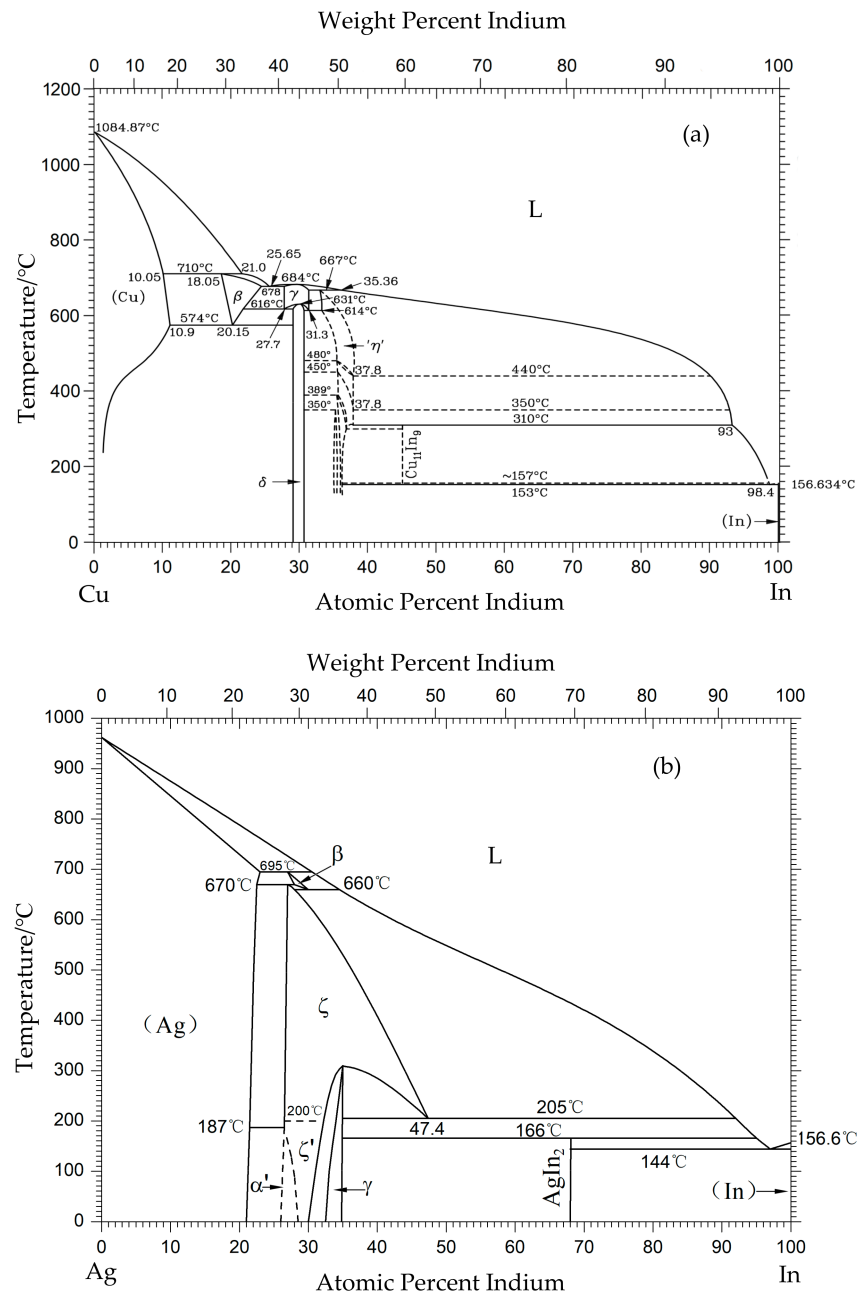 Weight Percent Indium
0 10 20 30 40 50 60 70 80 90 100
1200
1000
800
600
400
200
0
Temperature/°C
1084.87°C
(a)
L
25.65
667°C
710°C
21.0
684°C
35.36
10.05
18.05
678
γ
(Cu)
β
616°C
631°C
614°C
574°C
10.9
20.15
27.7
31.3
'η'
480°
450°
37.8
440°C
389°
350°
37.8
350°C
310°C
93
Cu11In9
~157°C
δ
153°C
98.4
156.634°C
(In)
0 10 20 30 40 50 60 70 80 90 100
Cu
Atomic Percent Indium
In
Weight Percent Indium
0 10 20 30 40 50 60 70 80 90 100
1000
900
800
700
600
500
400
300
200
100
0
Temperature/°C
(b)
L
695℃
β
670℃
660℃
ζ
(Ag)
200℃
205℃
187℃
47.4
166℃
156.6℃
ζ'
144℃
α'
γ
AgIn2
(In)
0 10 20 30 40 50 60 70 80 90 100
Ag
Atomic Percent Indium
In